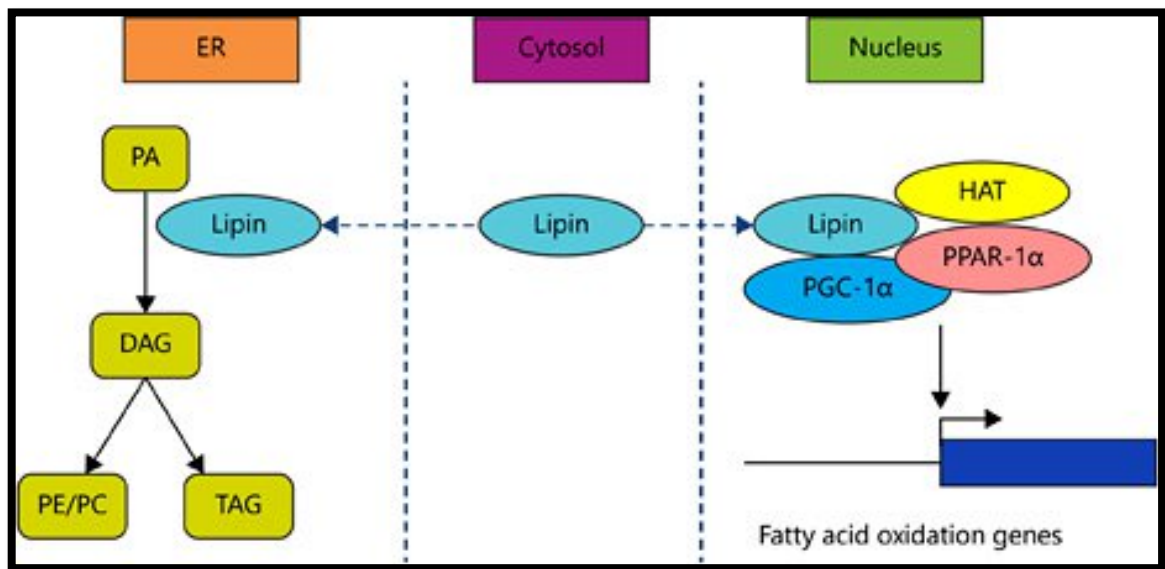 ER
Cytosol
Nucleus
PA
Lipin
Lipin
Lipin
HAT
PPAR-1α
PGC-1α
DAG
PE/PC
TAG
Fatty acid oxidation genes